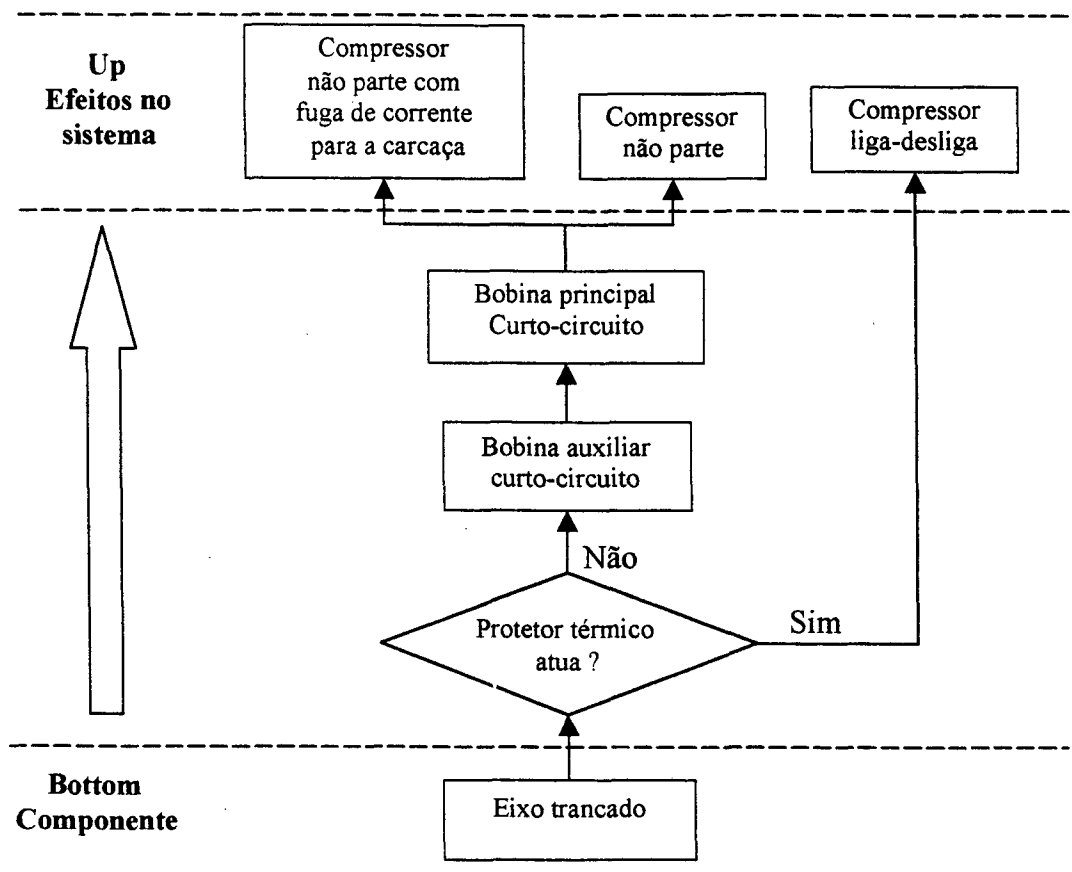 Up
Efeitos no
sistema
Compressor
não parte com
fuga de corrente
para a carcaça
Compressor
não parte
Compressor
liga-desliga
Bobina principal
Curto-circuito
Bobina auxiliar
curto-circuito
Não
Protetor térmico
atua ?
Sim
Bottom
Componente
Eixo trancado